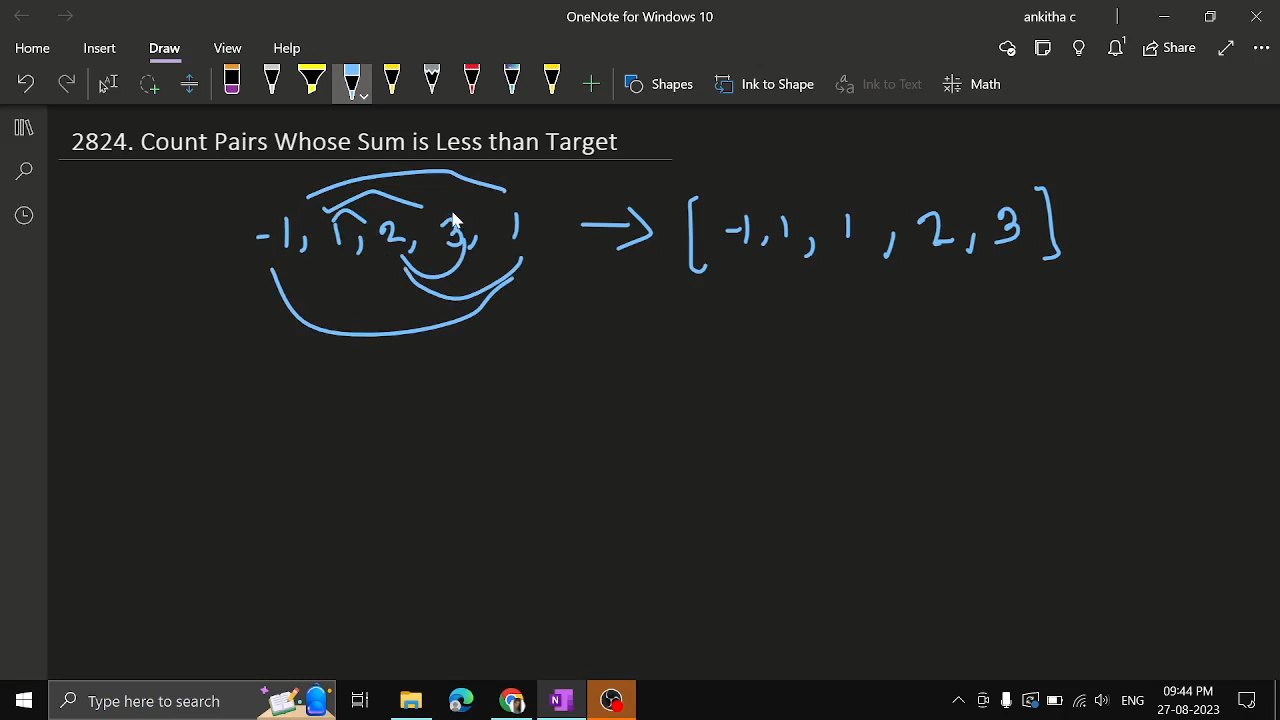 OneNote for Windows 10
ankitha c
Home Insert Draw View Help
Share
Shapes Ink to Shape Ink to Text Math
2824. Count Pairs Whose Sum is Less than Target
-1, 1, 2, 3, 1 → [ -1, 1, 1, 2, 3 ]
Type here to search
ENG
09:44 PM
27-08-2023